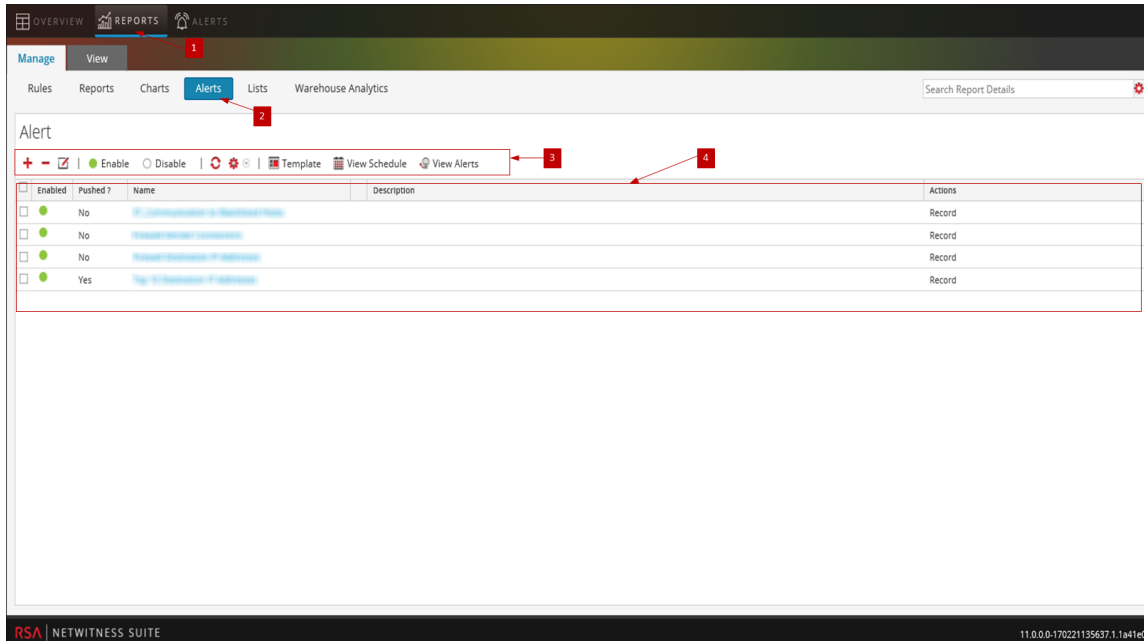 OVERVIEW REPORTS ALERTS
1
Manage View
Rules Reports Charts Alerts Lists Warehouse Analytics Search Report Details
2
Alert
Enable Disable Template View Schedule View Alerts 3 4
Enabled Pushed ? Name Description Actions
No Record
No Record
No Record
Yes Record
RSA NETWITNESS SUITE 11.0.0.0-170221135637.1.1a41e